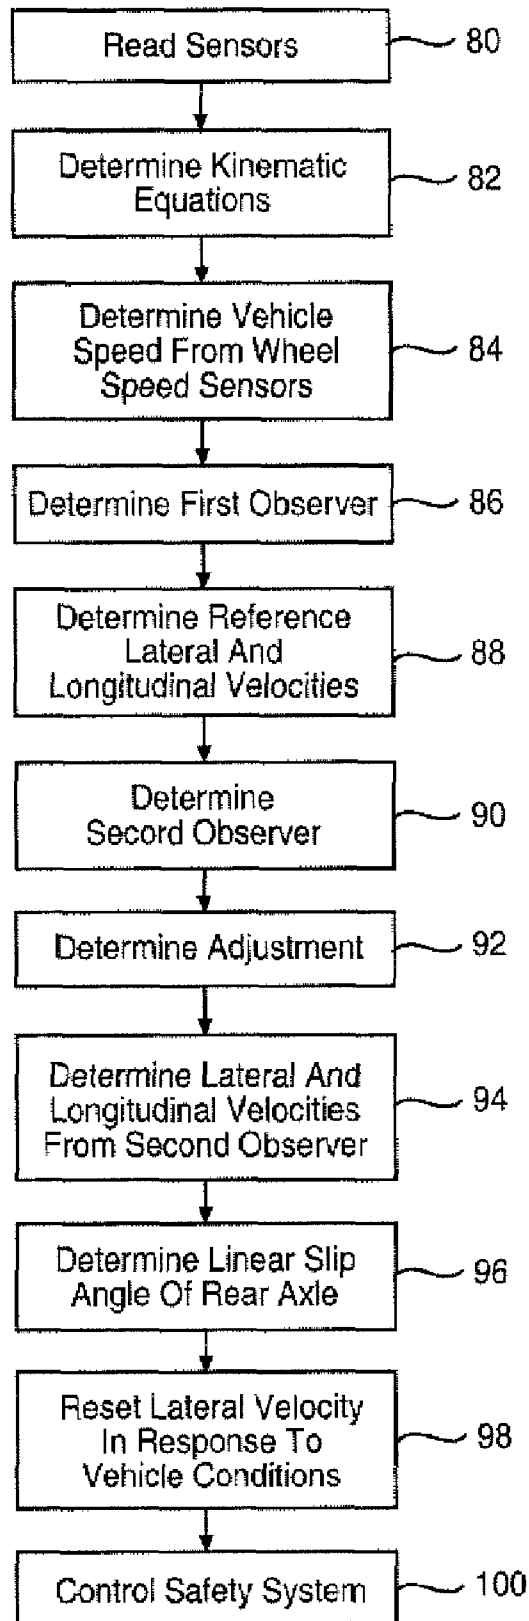 Read Sensors
80
Determine Kinematic
Equations
82
Determine Vehicle
Speed From Wheel
Speed Sensors
84
Determine First Observer
86
Determine Reference
Lateral And
Longitudinal Velocities
88
Determine
Secord Observer
90
Determine Adjustment
92
Determine Lateral And
Longitudinal Velocities
From Second Observer
94
Determine Linear Slip
Angle Of Rear Axle
96
Reset Lateral Velocity
In Response To
Vehicle Conditions
98
Control Safety System
100